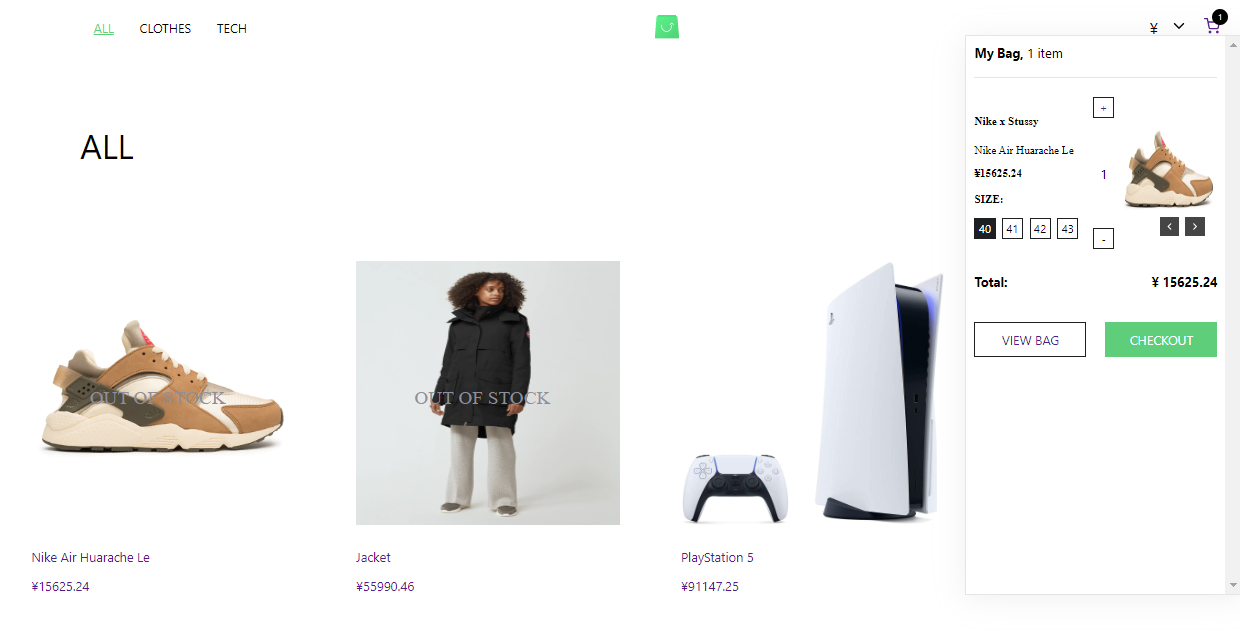 ALL CLOTHES TECH
¥ 1
My Bag, 1 item
ALL
Nike x Stussy
Nike Air Huarache Le
¥15625.24
SIZE:
40 41 42 43
+
1
-
Total: ¥ 15625.24
VIEW BAG CHECKOUT
OUT OF STOCK
Nike Air Huarache Le
¥15625.24
OUT OF STOCK
Jacket
¥55990.46
PlayStation 5
¥91147.25